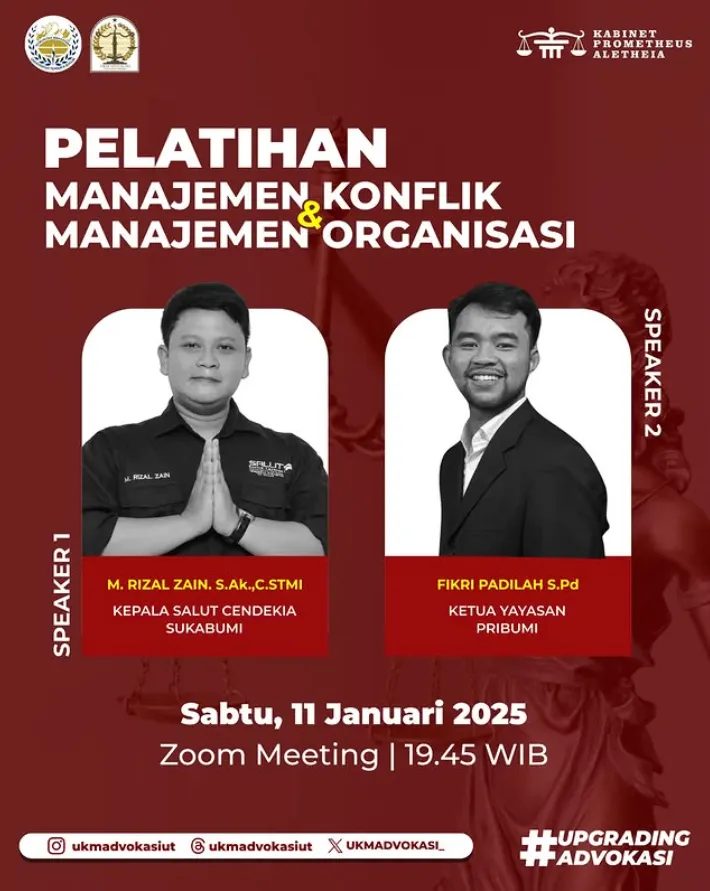 KABINET
PROMETHEUS
ALETHEIA
PELATIHAN
MANAJEMEN KONFLIK
&
MANAJEMEN ORGANISASI
SPEAKER 1
M. RIZAL ZAIN
SALUT
M. RIZAL ZAIN. S.Ak.,C.STMI
KEPALA SALUT CENDEKIA
SUKABUMI
SPEAKER 2
FIKRI PADILAH S.Pd
KETUA YAYASAN
PRIBUMI
Sabtu, 11 Januari 2025
Zoom Meeting | 19.45 WIB
ukmadvokasiut ukmadvokasiut UKMADVOKASI_
#UPGRADING
ADVOKASI